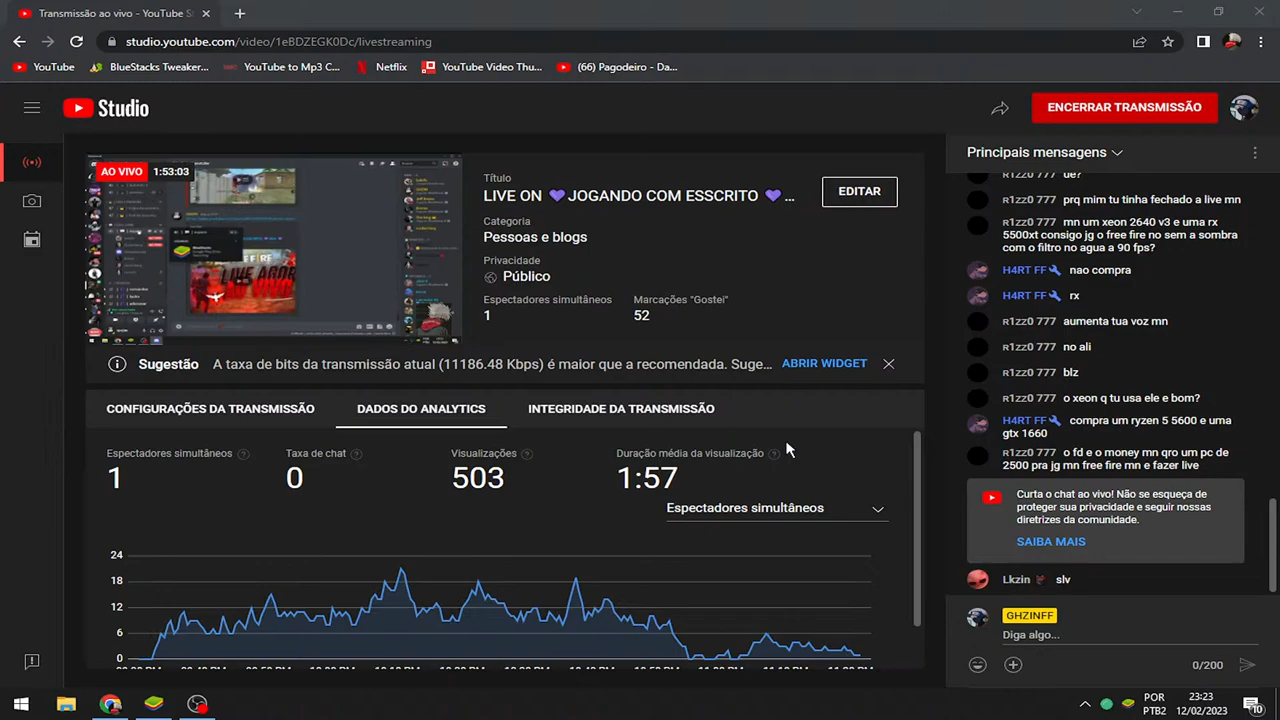 Transmissão ao vivo - YouTube S
studio.youtube.com/video/1eBDZEGK0Dc/livestreaming
YouTube
BlueStacks Tweaker...
YouTube to Mp3 C...
Netflix
YouTube Video Thu...
(66) Pagodeiro - Da...
Studio
ENCERRAR TRANSMISSÃO
AO VIVO
1:53:03
LIVE
Título
LIVE ON 💜JOGANDO COM ESSCRITO 💜 ...
EDITAR
Categoria
Pessoas e blogs
Privacidade
Público
Espectadores simultâneos
1
Marcações "Gostei"
52
Sugestão
A taxa de bits da transmissão atual (11186.48 Kbps) é maior que a recomendada. Suge...
ABRIR WIDGET
CONFIGURAÇÕES DA TRANSMISSÃO
DADOS DO ANALYTICS
INTEGRIDADE DA TRANSMISSÃO
Espectadores simultâneos
1
Taxa de chat
0
Visualizações
503
Duração média da visualização
1:57
Espectadores simultâneos
24
18
12
6
0
Principais mensagens
ue?
prq mim tu tinha fechado a live mn
mn um xeon 2640 v3 e uma rx
5500xt consigo jg o free fire no sem a sombra
com o filtro no agua a 90 fps?
H4RT FF nao compra
H4RT FF rx
R1zz0 777 aumenta tua voz mn
R1zz0 777 no ali
R1zz0 777 blz
R1zz0 777 o xeon q tu usa ele e bom?
H4RT FF compra um ryzen 5 5600 e uma
gtx 1660
R1zz0 777 o fd e o money mn qro um pc de
2500 pra jg mn free fire mn e fazer live
Curta o chat ao vivo! Não se esqueça de
proteger sua privacidade e seguir nossas
diretrizes da comunidade.
SAIBA MAIS
Lkzin slv
GHZINFF
Diga algo...
0/200
POR
PTB2
23:23
12/02/2023
10